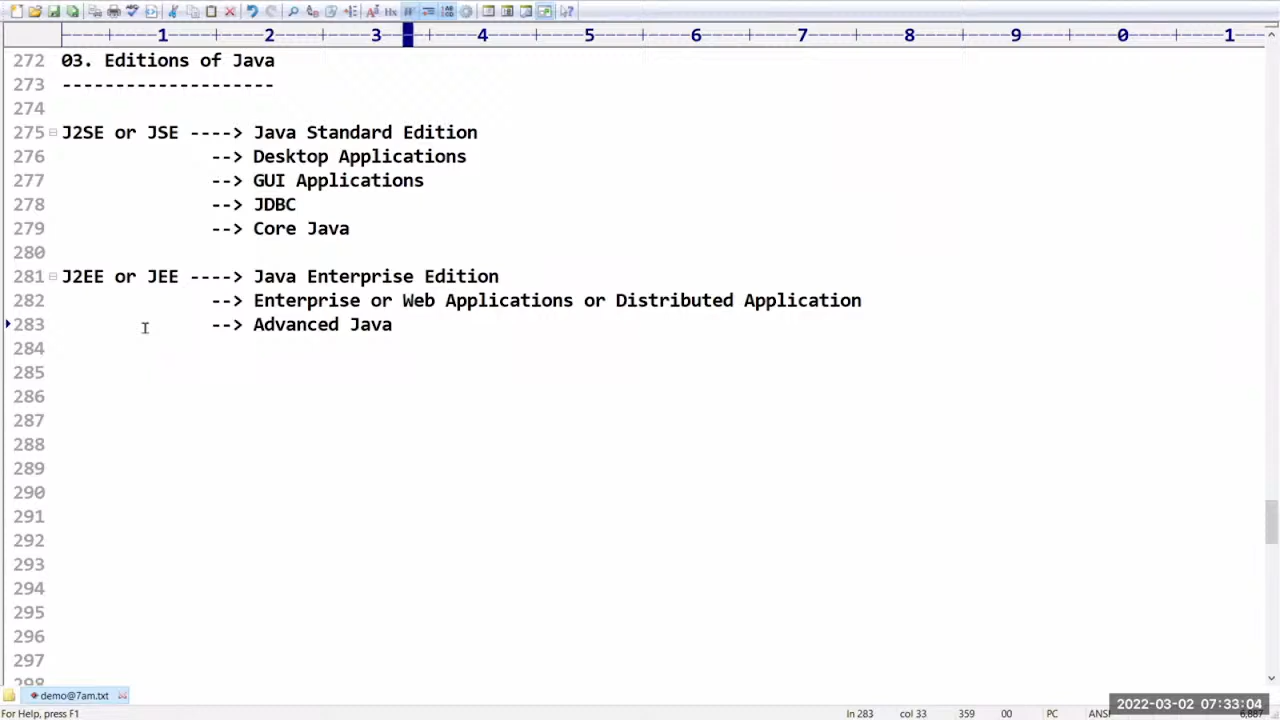 ----+----1----+----2----+----3----+----4----+----5----+----6----+----7----+----8----+----9----+----0----+----1----
272 03. Editions of Java
273 --------------------
274
275 J2SE or JSE ----> Java Standard Edition
276 --> Desktop Applications
277 --> GUI Applications
278 --> JDBC
279 --> Core Java
280
281 J2EE or JEE ----> Java Enterprise Edition
282 --> Enterprise or Web Applications or Distributed Application
283 --> Advanced Java
284
285
286
287
288
289
290
291
292
293
294
295
296
297
298
demo@7am.txt
2022-03-02 07:33:04
For Help, press F1 ln 283 col 33 359 00 PC ANSI